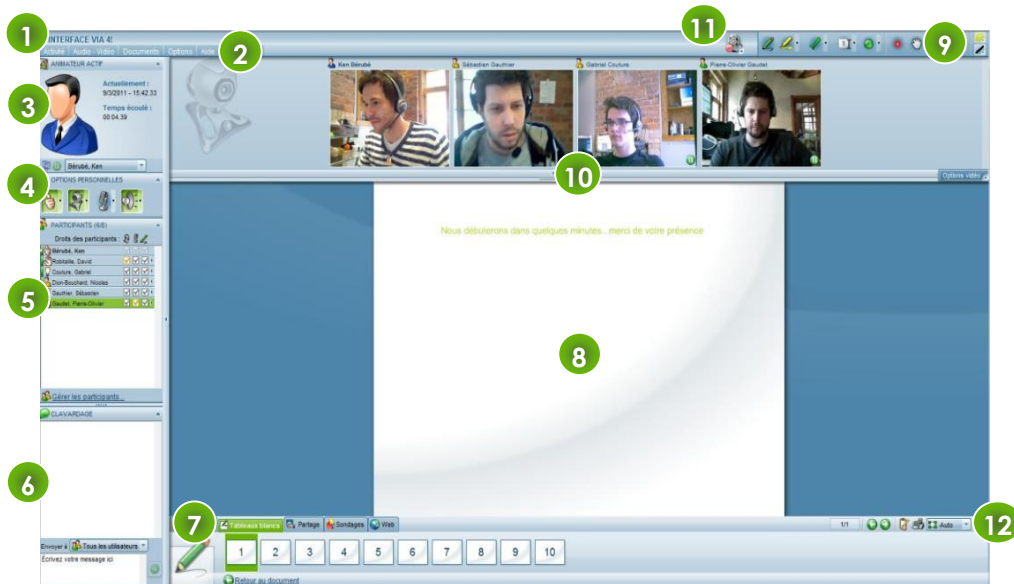 1
INTERFACE VIA 4!
Activité Audio - Vidéo Documents Options Aide
2
11
9
3
ANIMATEUR ACTIF
Actuellement :
9/3/2011 - 15:42:33
Temps écoulé :
00:04:39
Bérubé, Ken
Ken Bérubé
Sébastien Gauthier
Gabriel Couture
Pierre-Olivier Gaudet
10
Options vidéo
4
OPTIONS PERSONNELLES
PARTICIPANTS (6/6)
Droits des participants :
Bérubé, Ken
Robitaille, David
Couture, Gabriel
Dion-Bouchard, Nicolas
Gauthier, Sébastien
Gaudet, Pierre-Olivier
5
Gérer les participants...
Nous débuterons dans quelques minutes...merci de votre présence
8
CLAVARDAGE
6
Envoyer à Tous les utilisateurs
Écrivez votre message ici
7
Tableaux blancs Partage Sondages Web
1/1 Auto
12
1 2 3 4 5 6 7 8 9 10
Retour au document